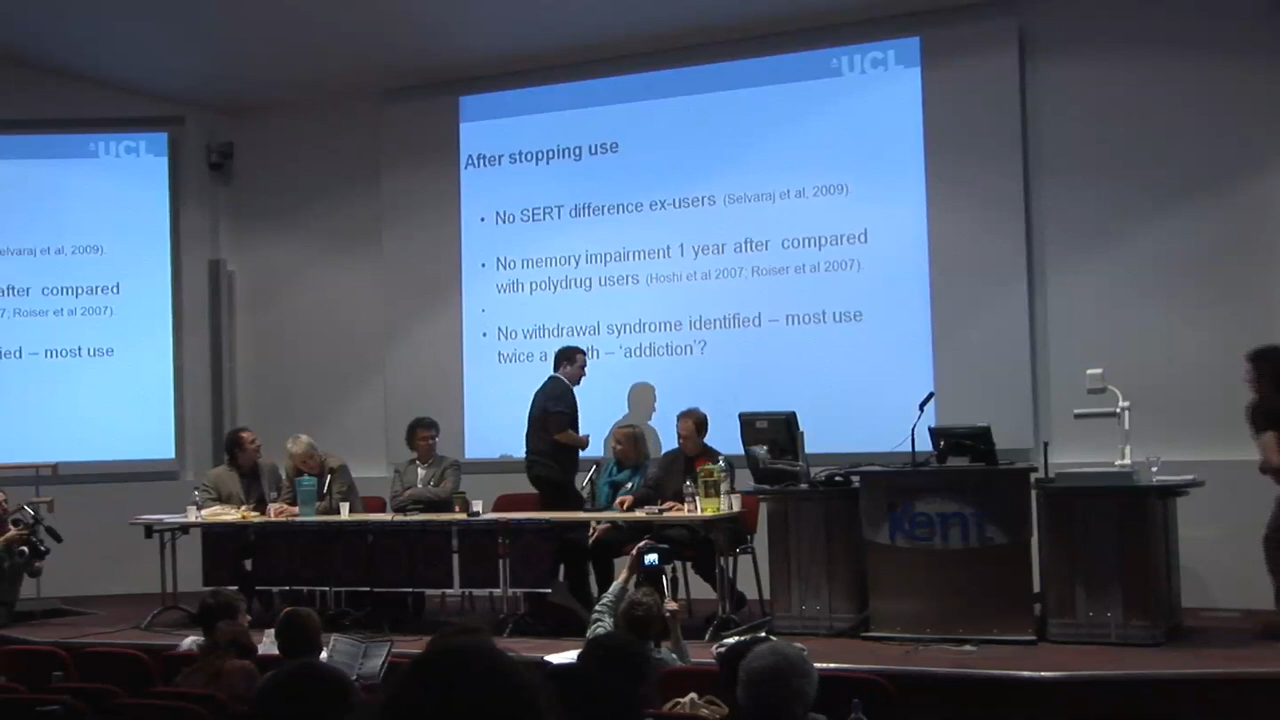 UCL
After stopping use
• No SERT difference ex-users (Selvaraj et al, 2009).
• No memory impairment 1 year after compared
with polydrug users (Hoshi et al 2007; Roiser et al 2007).
•
• No withdrawal syndrome identified – most use
twice a th – ‘addiction’?
UCL
elvaraj et al, 2009).
after compared
7; Roiser et al 2007).
ied – most use
Kent